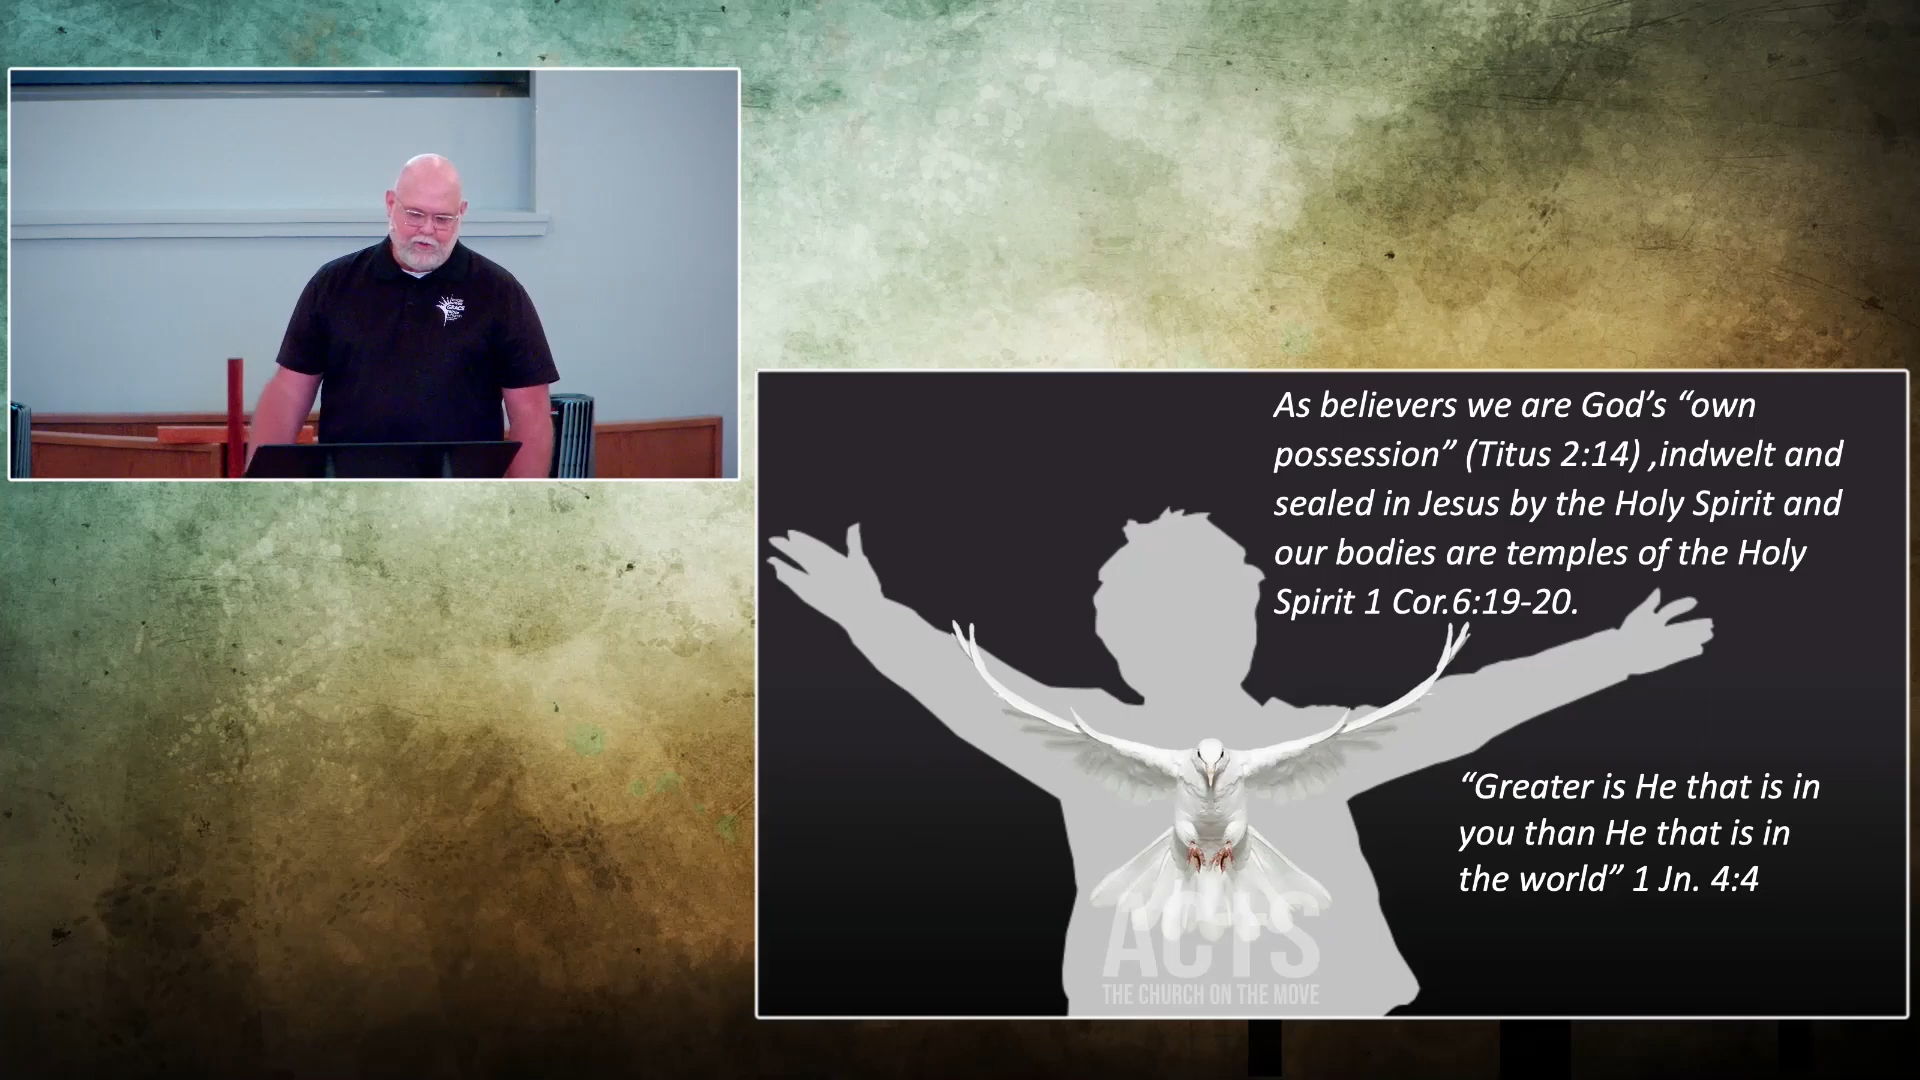 GRACE
As believers we are God’s “own
possession” (Titus 2:14) ,indwelt and
sealed in Jesus by the Holy Spirit and
our bodies are temples of the Holy
Spirit 1 Cor.6:19-20.
“Greater is He that is in
you than He that is in
the world” 1 Jn. 4:4
ACTS
THE CHURCH ON THE MOVE